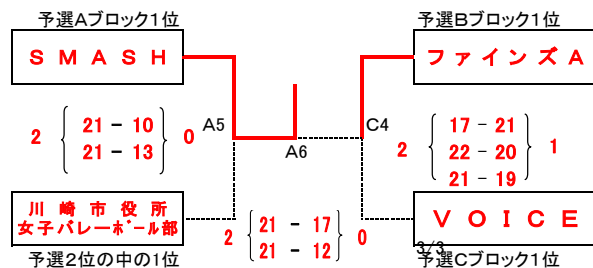 予選Aブロック1位
予選Bブロック1位
SMASH
ファインズA
2 21 - 10 0
21 - 13
A5
A6
C4
2 17 - 21 1
22 - 20
21 - 19
川崎市役所
女子バレーボール部
2 21 - 17 0
21 - 12
VOICE
3/3
予選2位の中の1位
予選Cブロック1位